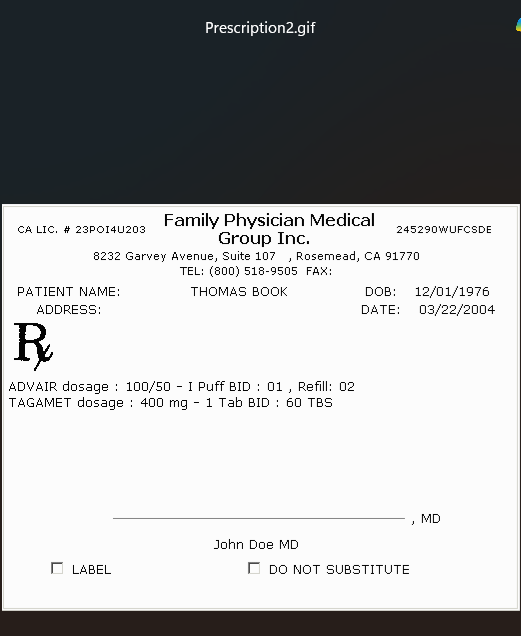 Prescription2.gif
CA LIC. # 23POI4U203
Family Physician Medical
Group Inc.
245290WUFCSDE
8232 Garvey Avenue, Suite 107 , Rosemead, CA 91770
TEL: (800) 518-9505 FAX:
PATIENT NAME: THOMAS BOOK DOB: 12/01/1976
ADDRESS: DATE: 03/22/2004
Rx
ADVAIR dosage : 100/50 - I Puff BID : 01 , Refill: 02
TAGAMET dosage : 400 mg - 1 Tab BID : 60 TBS
, MD
John Doe MD
LABEL DO NOT SUBSTITUTE